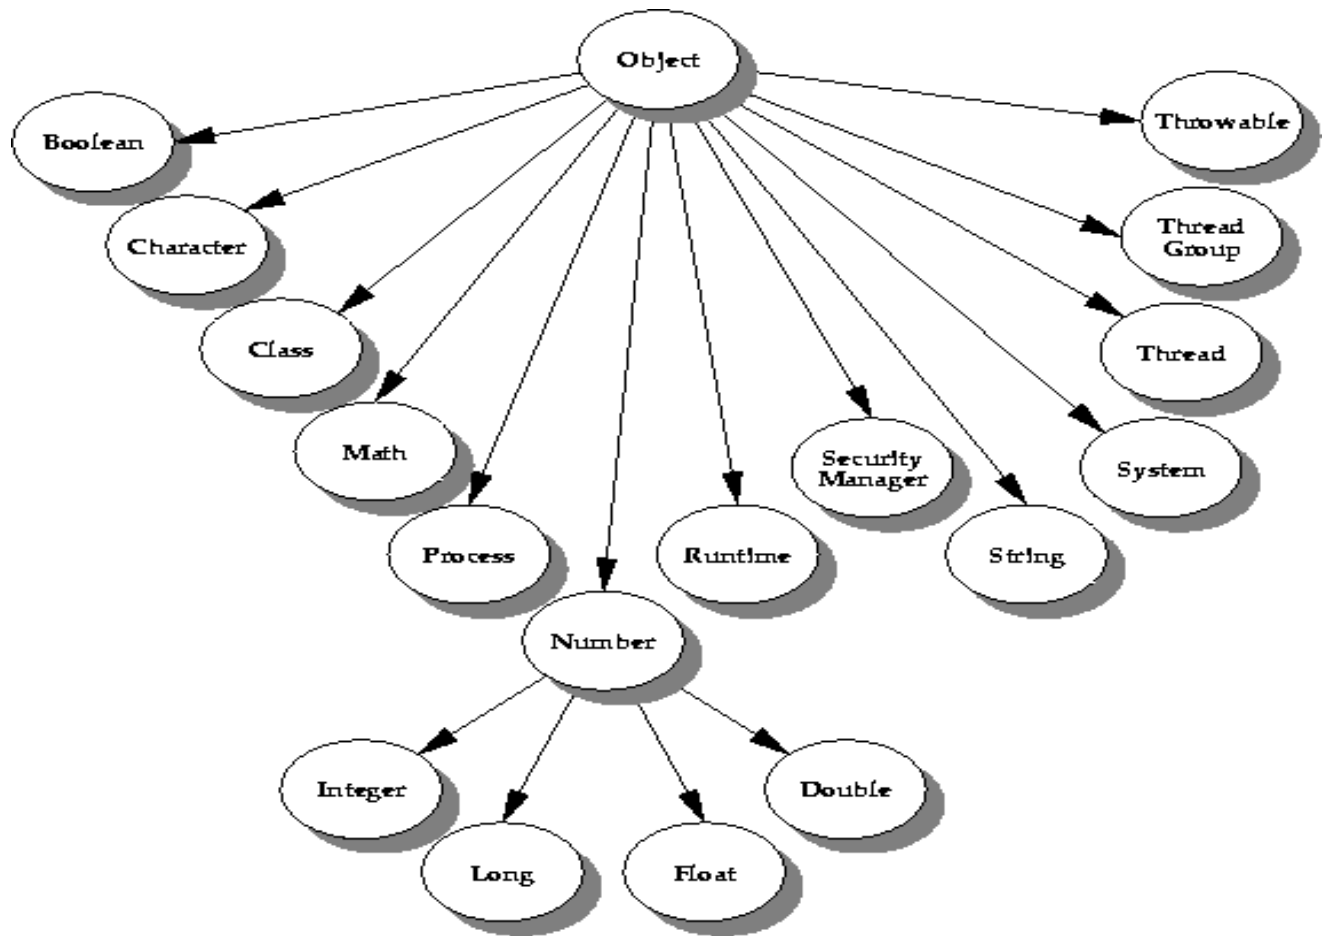 Object
Boolean
Throwable
Character
Thread
Group
Class
Thread
Math
Security
Manager
System
Process
Runtime
String
Number
Integer
Double
Long
Float